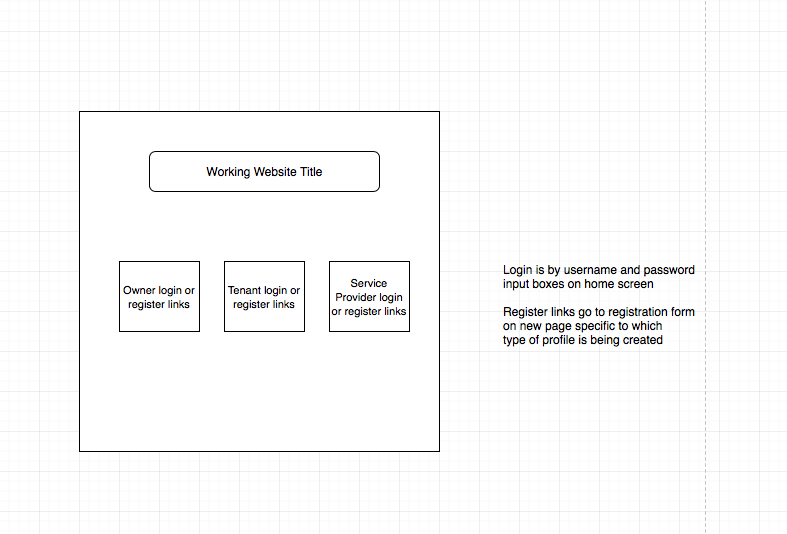 Working Website Title
Owner login or
register links
Tenant login or
register links
Service
Provider login
or register links
Login is by username and password
input boxes on home screen
Register links go to registration form
on new page specific to which
type of profile is being created